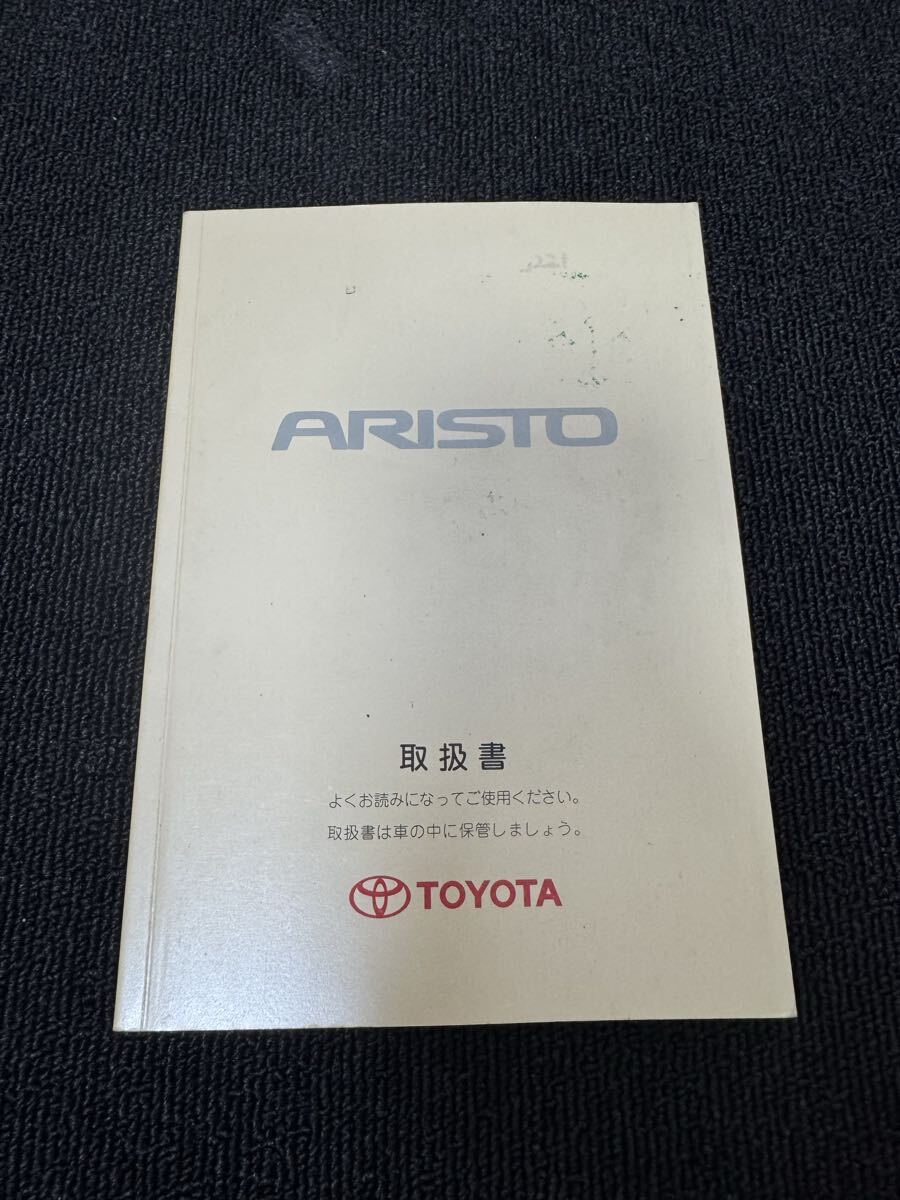 ARISTO
取扱書
よくお読みになってご使用ください。
取扱書は車の中に保管しましょう。
TOYOTA